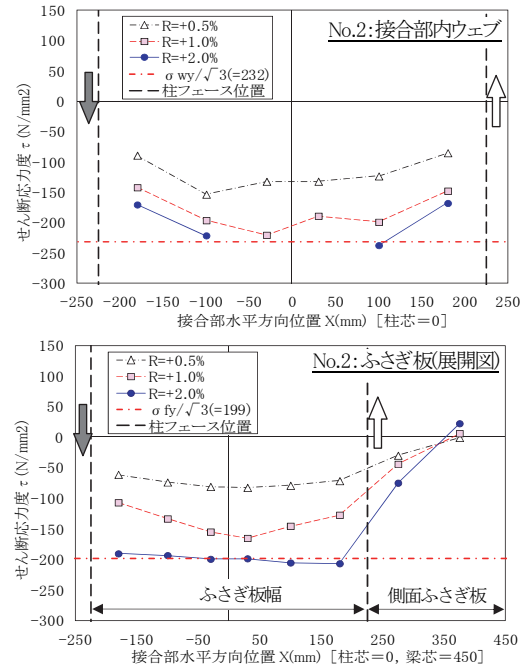 No.2:接合部内ウェブ
R=+0.5%
R=+1.0%
R=+2.0%
σ wy/√3(=232)
柱フェース位置
せん断応力度 τ (N/mm2)
150
100
50
0
-50
-100
-150
-200
-250
-300
-250 -200 -150 -100 -50 0 50 100 150 200 250
接合部水平方向位置 X(mm) [柱芯=0]
No.2:ふさぎ板(展開図)
R=+0.5%
R=+1.0%
R=+2.0%
σ fy/√3(=199)
柱フェース位置
せん断応力度 τ (N/mm2)
150
100
50
0
-50
-100
-150
-200
-250
-300
ふさぎ板幅 側面ふさぎ板
-250 -150 -50 50 150 250 350 450
接合部水平方向位置 X(mm) [柱芯=0, 梁芯=450]